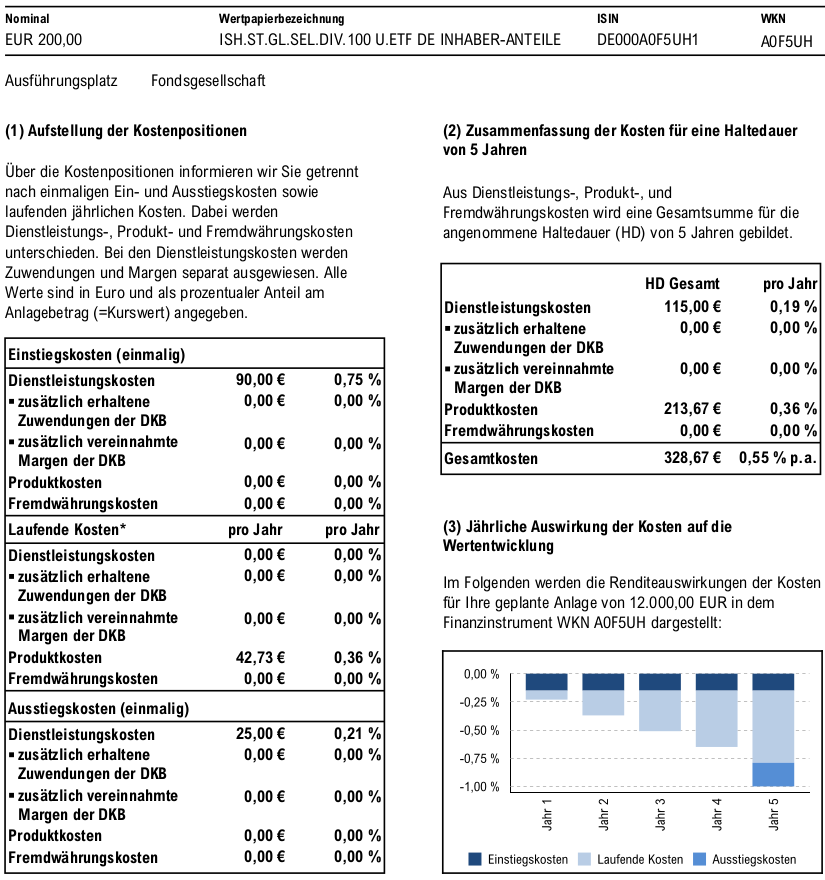 Nominal Wertpapierbezeichnung ISIN WKN
EUR 200,00 ISH.ST.GL.SEL.DIV.100 U.ETF DE INHABER-ANTEILE DE000A0F5UH1 A0F5UH
Ausführungsplatz Fondsgesellschaft
(1) Aufstellung der Kostenpositionen
Über die Kostenpositionen informieren wir Sie getrennt
nach einmaligen Ein- und Ausstiegskosten sowie
laufenden jährlichen Kosten. Dabei werden
Dienstleistungs-, Produkt- und Fremdwährungskosten
unterschieden. Bei den Dienstleistungskosten werden
Zuwendungen und Margen separat ausgewiesen. Alle
Werte sind in Euro und als prozentualer Anteil am
Anlagebetrag (=Kurswert) angegeben.
Einstiegskosten (einmalig)
Dienstleistungskosten 90,00 € 0,75 %
▪ zusätzlich erhaltene 0,00 € 0,00 %
Zuwendungen der DKB
▪ zusätzlich vereinnahmte 0,00 € 0,00 %
Margen der DKB
Produktkosten 0,00 € 0,00 %
Fremdwährungskosten 0,00 € 0,00 %
Laufende Kosten* pro Jahr pro Jahr
Dienstleistungskosten 0,00 € 0,00 %
▪ zusätzlich erhaltene 0,00 € 0,00 %
Zuwendungen der DKB
▪ zusätzlich vereinnahmte 0,00 € 0,00 %
Margen der DKB
Produktkosten 42,73 € 0,36 %
Fremdwährungskosten 0,00 € 0,00 %
Ausstiegskosten (einmalig)
Dienstleistungskosten 25,00 € 0,21 %
▪ zusätzlich erhaltene 0,00 € 0,00 %
Zuwendungen der DKB
▪ zusätzlich vereinnahmte 0,00 € 0,00 %
Margen der DKB
Produktkosten 0,00 € 0,00 %
Fremdwährungskosten 0,00 € 0,00 %
(2) Zusammenfassung der Kosten für eine Haltedauer
von 5 Jahren
Aus Dienstleistungs-, Produkt-, und
Fremdwährungskosten wird eine Gesamtsumme für die
angenommene Haltedauer (HD) von 5 Jahren gebildet.
HD Gesamt pro Jahr
Dienstleistungskosten 115,00 € 0,19 %
▪ zusätzlich erhaltene 0,00 € 0,00 %
Zuwendungen der DKB
▪ zusätzlich vereinnahmte 0,00 € 0,00 %
Margen der DKB
Produktkosten 213,67 € 0,36 %
Fremdwährungskosten 0,00 € 0,00 %
Gesamtkosten 328,67 € 0,55 % p.a.
(3) Jährliche Auswirkung der Kosten auf die
Wertentwicklung
Im Folgenden werden die Renditeauswirkungen der Kosten
für Ihre geplante Anlage von 12.000,00 EUR in dem
Finanzinstrument WKN A0F5UH dargestellt:
0,00 %
-0,25 %
-0,50 %
-0,75 %
-1,00 %
Jahr 1 Jahr 2 Jahr 3 Jahr 4 Jahr 5
Einstiegskosten Laufende Kosten Ausstiegskosten